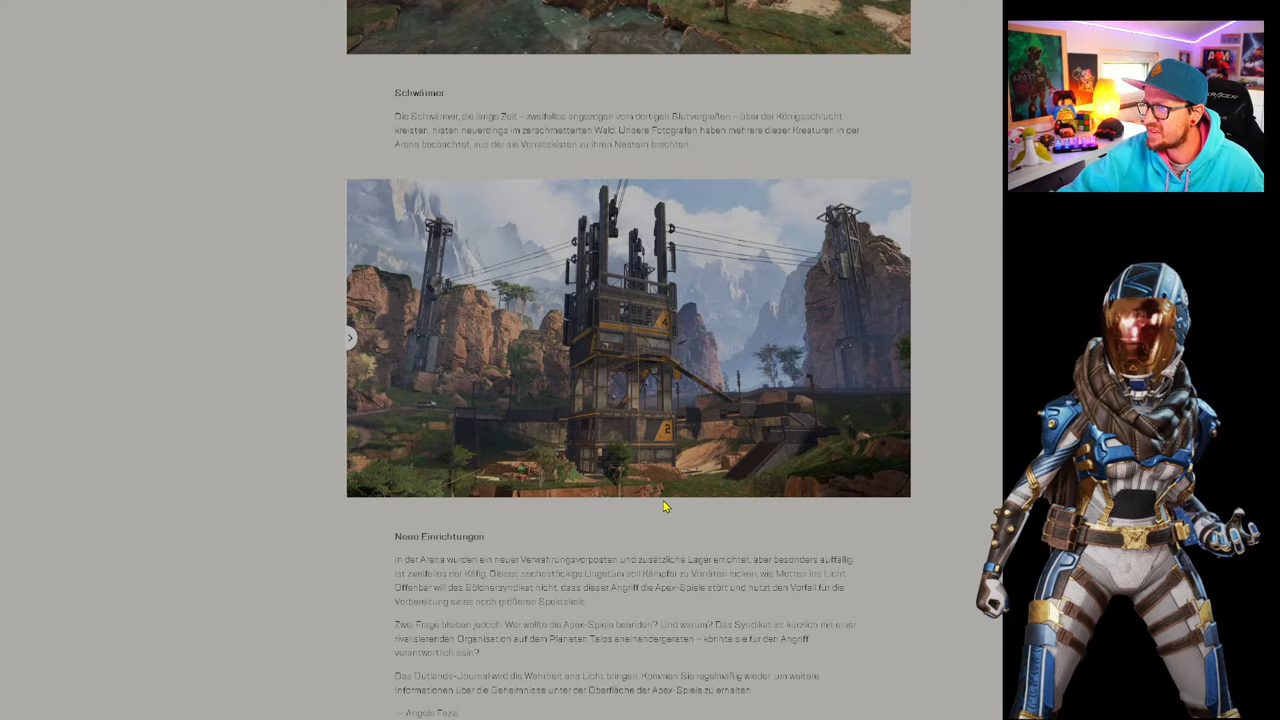 Schwärmer
Die Schwärmer, die lange Zeit – zweifellos angezogen vom dortigen Blutvergießen – über der Königsschlucht
kreisten, nisten neuerdings im zerschmetterten Wald. Unsere Fotografen haben mehrere dieser Kreaturen in der
Arena beobachtet, aus der sie Vorratskisten zu ihren Nestern brachten.
4
2
Neue Einrichtungen
In der Arena wurden ein neuer Verwahrungsvorposten und zusätzliche Lager errichtet, aber besonders auffällig
ist zweifellos der Käfig. Dieses sechsstöckige Ungetüm soll Kämpfer zu Vorräten locken, wie Motten ins Licht.
Offenbar will das Söldnersyndikat nicht, dass dieser Angriff die Apex-Spiele stört und nutzt den Vorfall für die
Vorbereitung eines noch größeren Spektakels.
Zwei Frage bleiben jedoch: Wer wollte die Apex-Spiele beenden? Und warum? Das Syndikat ist kürzlich mit einer
rivalisierenden Organisation auf dem Planeten Talos aneinandergeraten – könnte sie für den Angriff
verantwortlich sein?
Das Outlands-Journal wird die Wahrheit ans Licht bringen. Kommen Sie regelmäßig wieder, um weitere
Informationen über die Geheimnisse unter der Oberfläche der Apex-Spiele zu erhalten.
– Angela Fazia